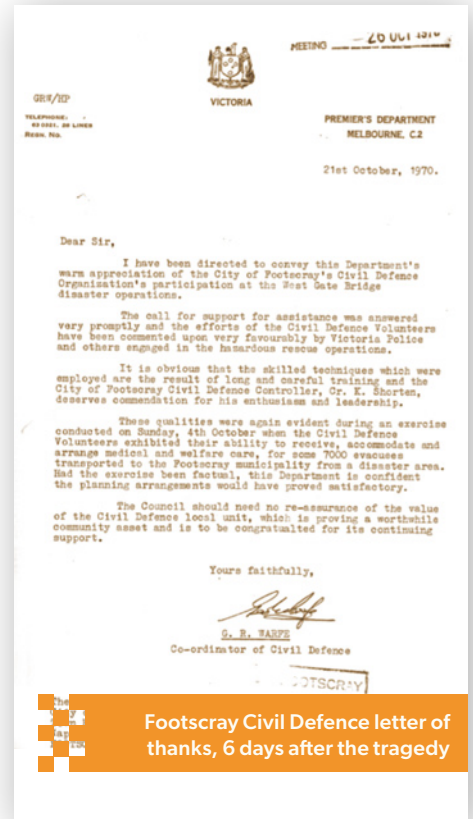 MEETING 26 OCT 1970
GRW/HP
VICTORIA
TELEPHONE:
63 0321. 50 LINES
REGN. No.
PREMIER'S DEPARTMENT
MELBOURNE, C.2
21st October, 1970.
Dear Sir,
I have been directed to convey this Department's
warm appreciation of the City of Footscray's Civil Defence
Organization's participation at the West Gate Bridge
disaster operations.
The call for support for assistance was answered
very promptly and the efforts of the Civil Defence Volunteers
have been commented upon very favourably by Victoria Police
and others engaged in the hazardous rescue operations.
It is obvious that the skilled techniques which were
employed are the result of long and careful training and the
City of Footscray Civil Defence Controller, Cr. K. Shorten,
deserves commendation for his enthusiasm and leadership.
These qualities were again evident during an exercise
conducted on Sunday, 4th October when the Civil Defence
Volunteers exhibited their ability to receive, accommodate and
arrange medical and welfare care, for some 7000 evacuees
transported to the Footscray municipality from a disaster area.
Had the exercise been factual, this Department is confident
the planning arrangements would have proved satisfactory.
The Council should need no re-assurance of the value
of the Civil Defence local unit, which is proving a worthwhile
community asset and is to be congratualted for its continuing
support.
Yours faithfully,
G. R. WARFE
Co-ordinator of Civil Defence
OTSCRAY
Footscray Civil Defence letter of
thanks, 6 days after the tragedy